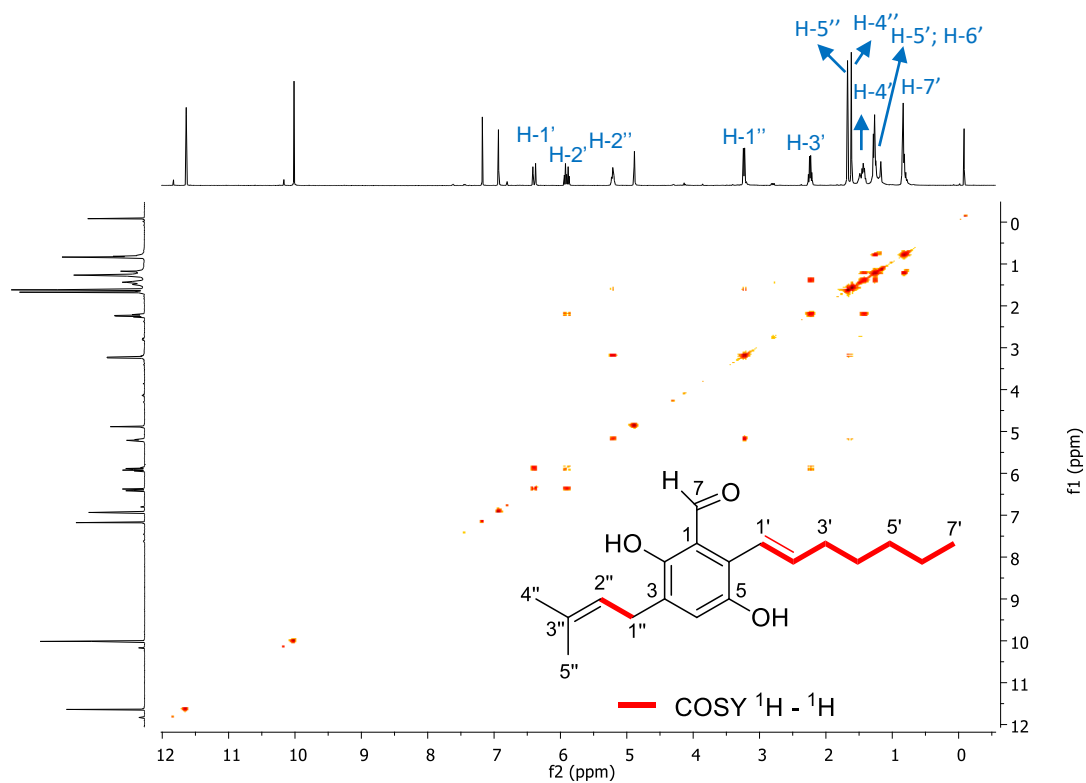 H-5'' H-4'' H-5'; H-6'
H-4' H-7'
H-1' H-2' H-2'' H-1'' H-3'
0
1
2
3
4
5
6
7
8
9
10
11
12
f1 (ppm)
H 7 O
1 1' 3' 5' 7'
HO
4'' 2'' 3 5
3'' 1'' OH
5''
COSY ¹H - ¹H
12 11 10 9 8 7 6 5 4 3 2 1 0
f2 (ppm)